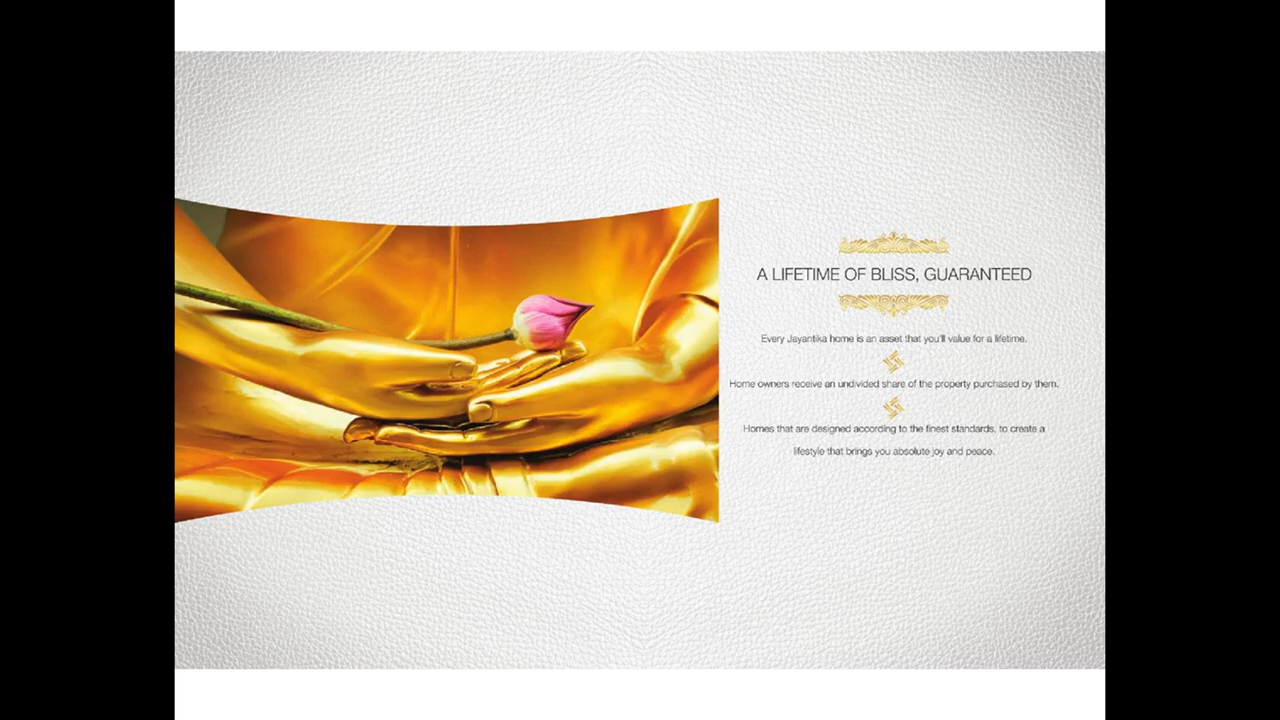 A LIFETIME OF BLISS, GUARANTEED
Every Jayantika home is an asset that you'll value for a lifetime.
Home owners receive an undivided share of the property purchased by them.
Homes that are designed according to the finest standards, to create a
lifestyle that brings you absolute joy and peace.